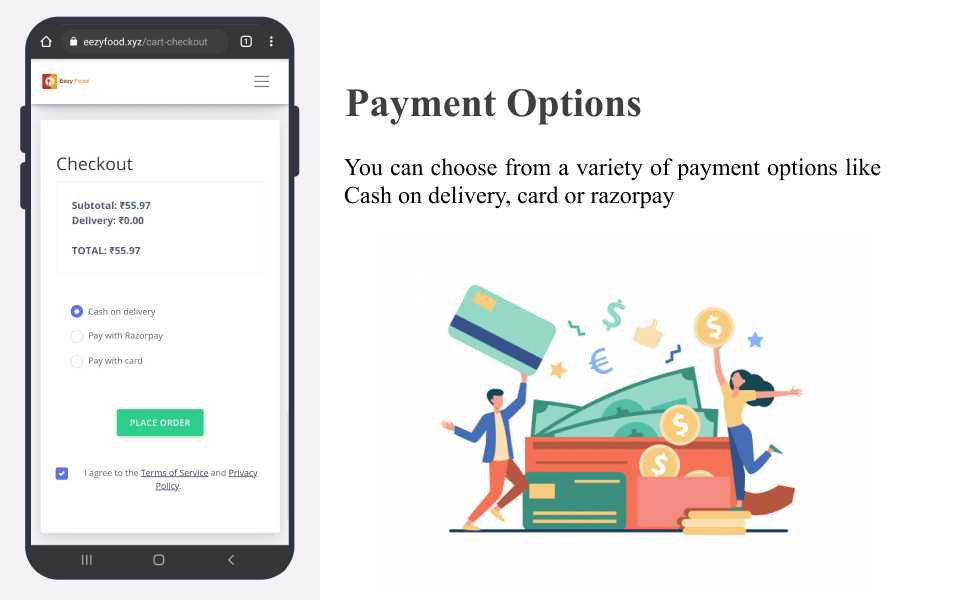 eezyfood.xyz/cart-checkout
1
Eezy Food
Checkout
Subtotal: ₹55.97
Delivery: ₹0.00
TOTAL: ₹55.97
Cash on delivery
Pay with Razorpay
Pay with card
PLACE ORDER
I agree to the Terms of Service and Privacy
Policy.
Payment Options
You can choose from a variety of payment options like
Cash on delivery, card or razorpay
$
$
€
$
$